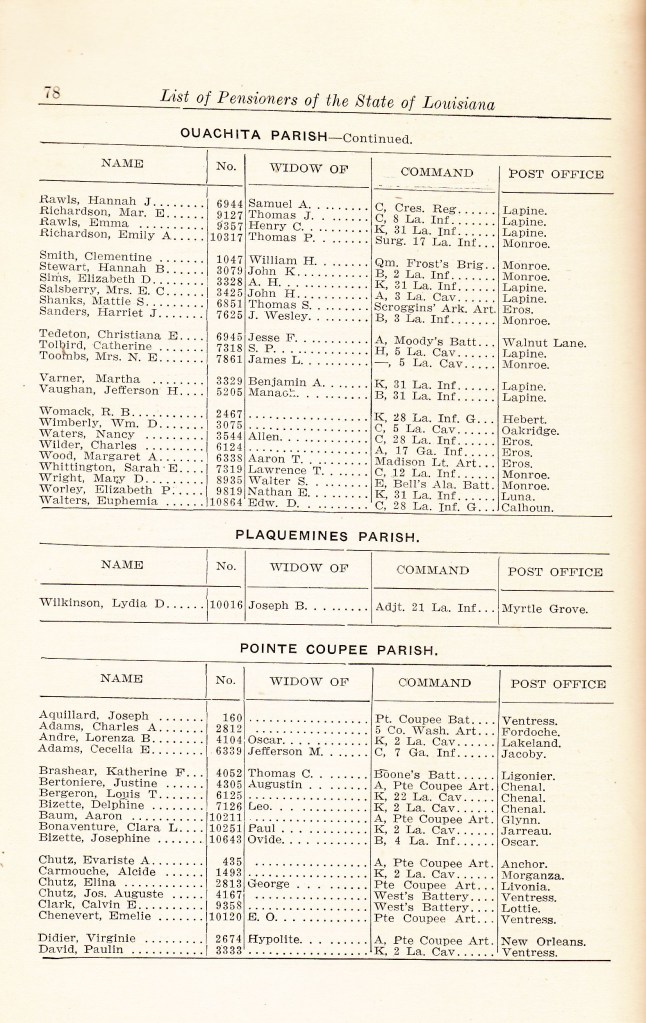 78 List of Pensioners of the State of Louisiana
OUACHITA PARISH—Continued.
NAME No. WIDOW OF COMMAND POST OFFICE
Rawls, Hannah J........ 6944 Samuel A. ........ C, Cres. Reg...... Lapine.
Richardson, Mar. E...... 9127 Thomas J. ....... C, 8 La. Inf....... Lapine.
Rawls, Emma ......... 9357 Henry C. ........ K, 31 La. Inf...... Lapine.
Richardson, Emily A..... 10317 Thomas P. ....... Surg. 17 La. Inf... Monroe.
Smith, Clementine ....... 1047 William H. ....... Qm. Frost's Brig.. Monroe.
Stewart, Hannah B...... 3079 John K.......... B, 2 La. Inf...... Monroe.
Sims, Elizabeth D........ 3328 A. H. ........... K, 31 La. Inf...... Lapine.
Salsberry, Mrs. E. C...... 3425 John H. ......... A, 3 La. Cav...... Lapine.
Shanks, Mattie S......... 6851 Thomas S. ....... Scroggins' Ark. Art. Eros.
Sanders, Harriet J....... 7625 J. Wesley. ....... B, 3 La. Inf...... Monroe.
Tedeton, Christiana E.... 6945 Jesse F. ......... A, Moody's Batt... Walnut Lane.
Tolbird, Catherine ....... 7318 S. P. ............ H, 5 La. Cav...... Lapine.
Toombs, Mrs. N. E....... 7861 James L. ........ —, 5 La. Cav..... Monroe.
Varner, Martha ........ 3329 Benjamin A. ...... K, 31 La. Inf...... Lapine.
Vaughan, Jefferson H.... 5205 B, 31 La. Inf...... Lapine.
Womack, R. B.......... 2467 ................. K, 28 La. Inf. G... Hebert.
Wimberly, Wm. D....... 3075 ................. C, 5 La. Cav...... Oakridge.
Waters, Nancy ......... 3544 Allen. ........... C, 28 La. Inf...... Eros.
Wilder, Charles ........ 6124 ................. A, 17 Ga. Inf..... Eros.
Wood, Margaret A...... 6338 Aaron T. ........ Madison Lt. Art... Eros.
Whittington, Sarah E.... 7319 Lawrence T. ...... C, 12 La. Inf...... Monroe.
Wright, Mary D........ 8935 Walter S. ........ E, Bell's Ala. Batt. Monroe.
Worley, Elizabeth P..... 9819 Nathan E. ....... K, 31 La. Inf...... Luna.
Walters, Euphemia ...... 10864 Edw. D. ......... C, 28 La. Inf. G... Calhoun.
PLAQUEMINES PARISH.
NAME No. WIDOW OF COMMAND POST OFFICE
Wilkinson, Lydia D...... 10016 Joseph B. ........ Adjt. 21 La. Inf... Myrtle Grove.
POINTE COUPEE PARISH.
NAME No. WIDOW OF COMMAND POST OFFICE
Aquillard, Joseph ....... 160 ................. Pt. Coupee Bat.... Ventress.
Adams, Charles A....... 2812 ................. 5 Co. Wash. Art... Fordoche.
Andre, Lorenza B........ 4104 Oscar. ........... K, 2 La. Cav...... Lakeland.
Adams, Cecelia E........ 6339 Jefferson M. ...... C, 7 Ga. Inf...... Jacoby.
Brashear, Katherine F... 4052 Thomas C. ....... Boone's Batt...... Ligonier.
Bertoniere, Justine ...... 4305 Augustin ......... A, Pte Coupee Art. Chenal.
Bergeron, Louis T....... 6125 ................. K, 22 La. Cav..... Chenal.
Bizette, Delphine ....... 7126 Leo. ............ K, 2 La. Cav...... Chenal.
Baum, Aaron .......... 10211 ................. A, Pte Coupee Art. Glynn.
Bonaventure, Clara L.... 10251 Paul ............ K, 2 La. Cav...... Jarreau.
Bizette, Josephine ....... 10643 Ovide. ........... B, 4 La. Inf...... Oscar.
Chutz, Evariste A........ 435 ................. A, Pte Coupee Art. Anchor.
Carmouche, Alcide ...... 1493 ................. K, 2 La. Cav...... Morganza.
Chutz, Elina ........... 2813 George .......... Pte Coupee Art... Livonia.
Chutz, Jos. Auguste ..... 4167 ................. West's Battery.... Ventress.
Clark, Calvin E......... 9358 ................. West's Battery.... Lottie.
Chenevert, Emelie ...... 10120 E. O. ............ Pte Coupee Art... Ventress.
Didier, Virginie ......... 2674 Hypolite. ........ A, Pte Coupee Art. New Orleans.
David, Paulin ........... 3333 ................. K, 2 La. Cav...... Ventress.